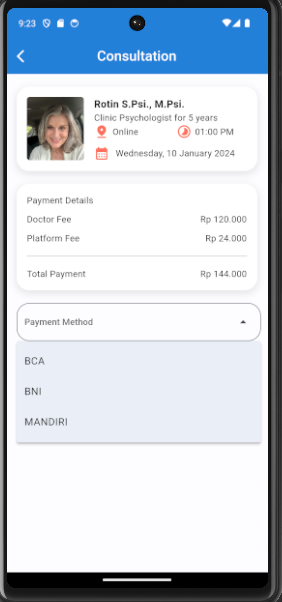 9:23
Consultation
Rotin S.Psi., M.Psi.
Clinic Psychologist for 5 years
Online 01:00 PM
Wednesday, 10 January 2024
Payment Details
Doctor Fee Rp 120.000
Platform Fee Rp 24.000
Total Payment Rp 144.000
Payment Method
BCA
BNI
MANDIRI